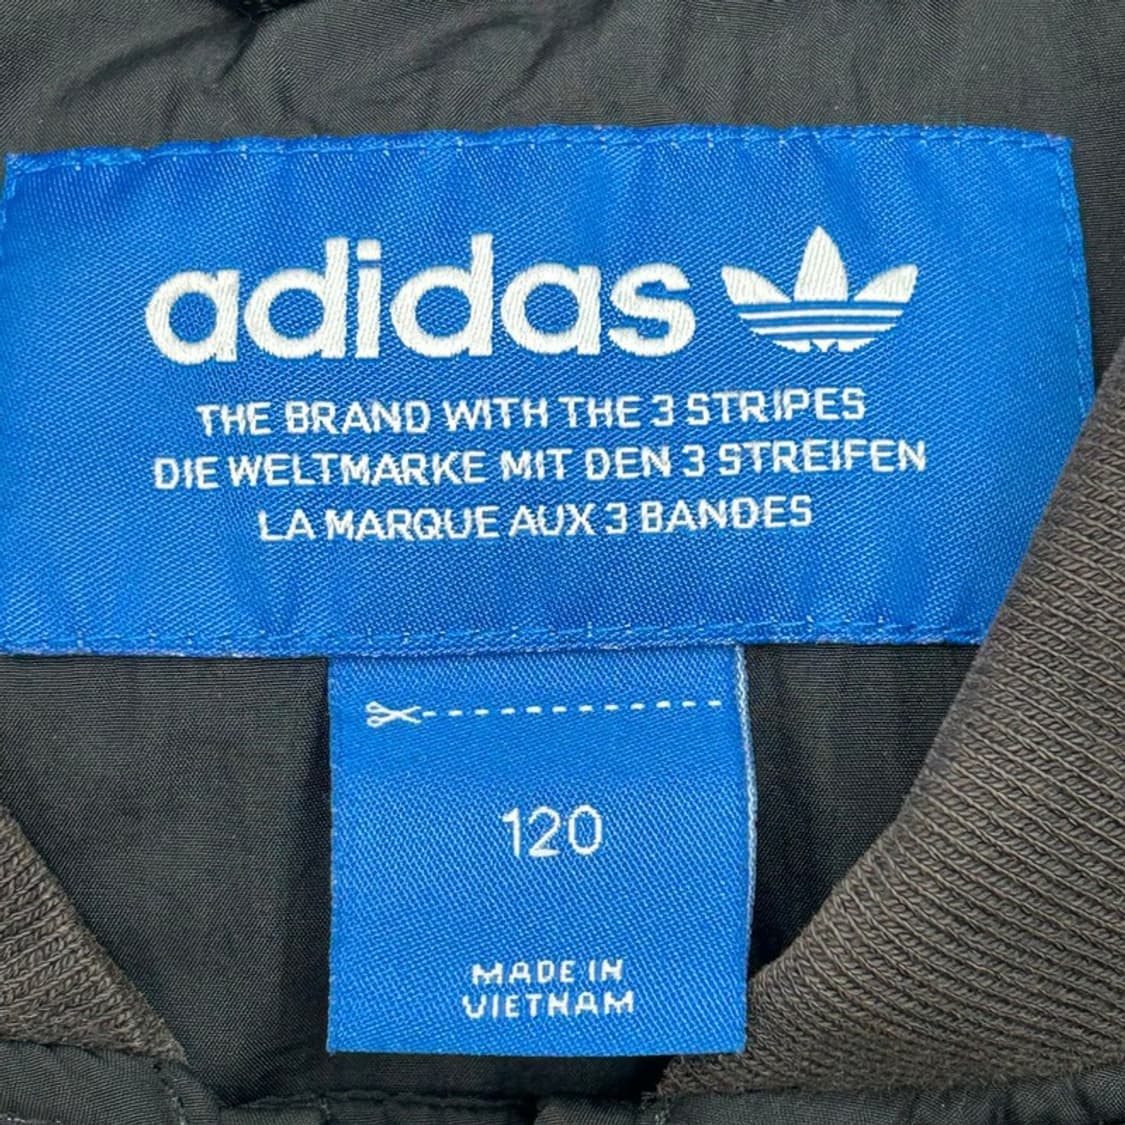 adidas
THE BRAND WITH THE 3 STRIPES
DIE WELTMARKE MIT DEN 3 STREIFEN
LA MARQUE AUX 3 BANDES
120
MADE IN
VIETNAM